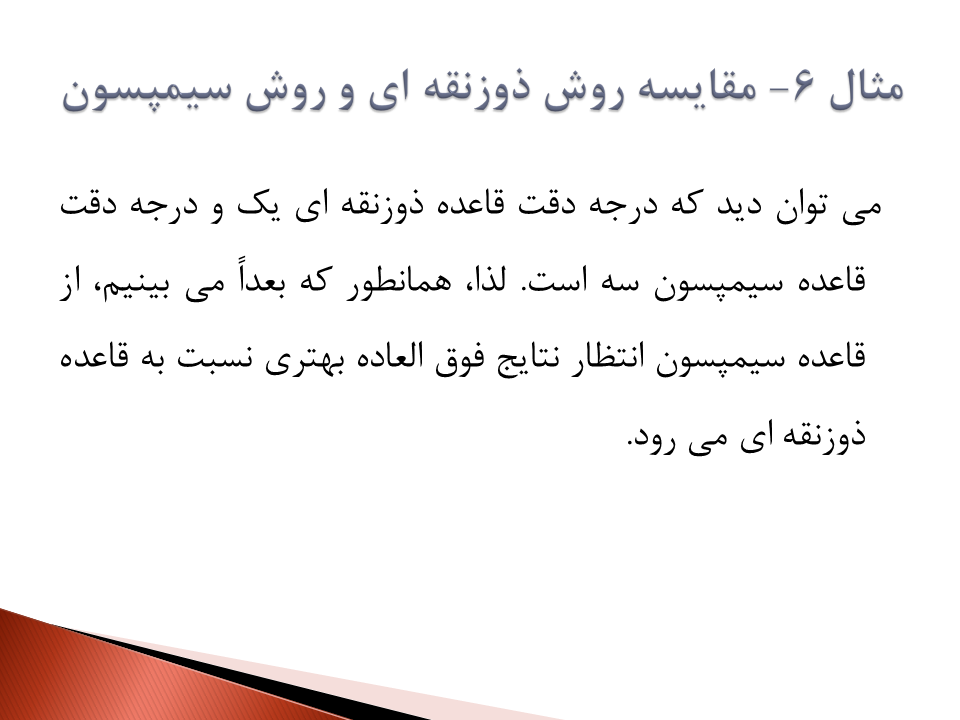 مثال ۶- مقایسه روش ذوزنقه ای و روش سیمپسون
می توان دید که درجه دقت قاعده ذوزنقه ای یک و درجه دقت
قاعده سیمپسون سه است. لذا، همانطور که بعداً می بینیم، از
قاعده سیمپسون انتظار نتایج فوق العاده بهتری نسبت به قاعده
ذوزنقه ای می رود.